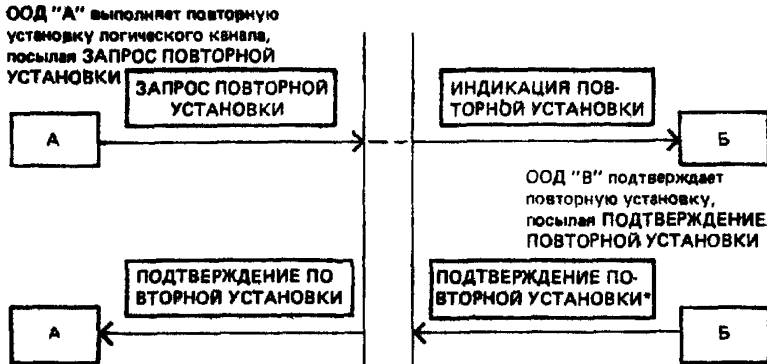 ООД "А" выполняет повторную
установку логического канала,
посылая ЗАПРОС ПОВТОРНОЙ
УСТАНОВКИ
ЗАПРОС ПОВТОРНОЙ
УСТАНОВКИ
ИНДИКАЦИЯ ПОВ-
ТОРНОЙ УСТАНОВКИ
А
Б
ООД "В" подтверждает
повторную установку,
посылая ПОДТВЕРЖДЕНИЕ
ПОВТОРНОЙ УСТАНОВКИ
ПОДТВЕРЖДЕНИЕ ПО
ВТОРНОЙ УСТАНОВКИ
ПОДТВЕРЖДЕНИЕ ПО-
ВТОРНОЙ УСТАНОВКИ*
А
Б